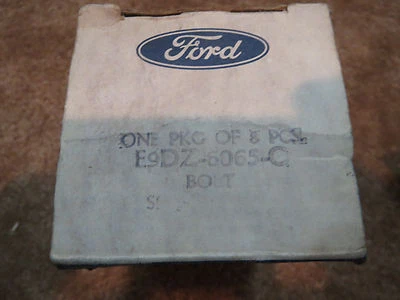 Ford
ONE PKG OF 8 PCS.
E9DZ-6065-C
BOLT